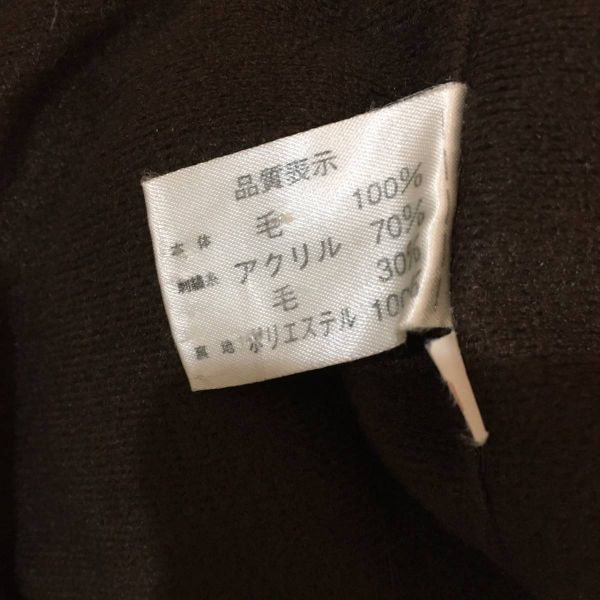 品質表示
本体 毛 100%
刺繍糸 アクリル 70%
毛 30%
裏地 ポリエステル 100%